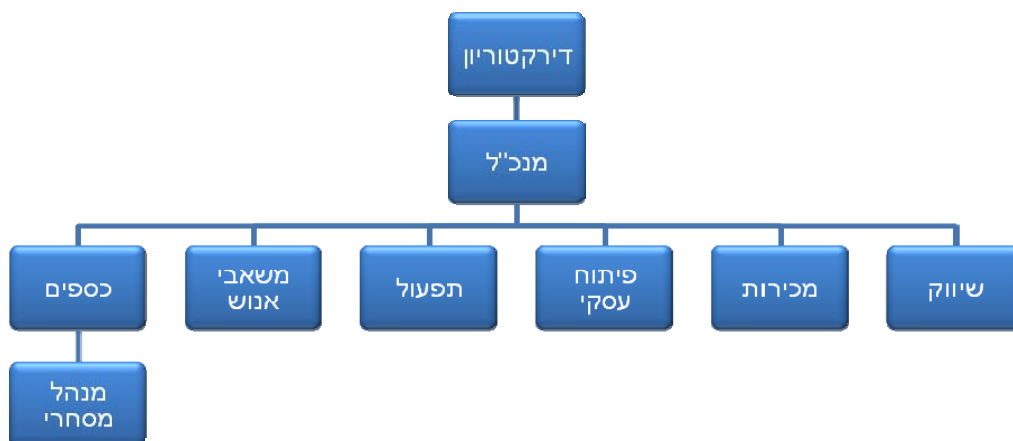 דירקטוריון
מנכ"ל
שיווק
מכירות
פיתוח
עסקי
תפעול
משאבי
אנוש
כספים
מנהל
מסחרי